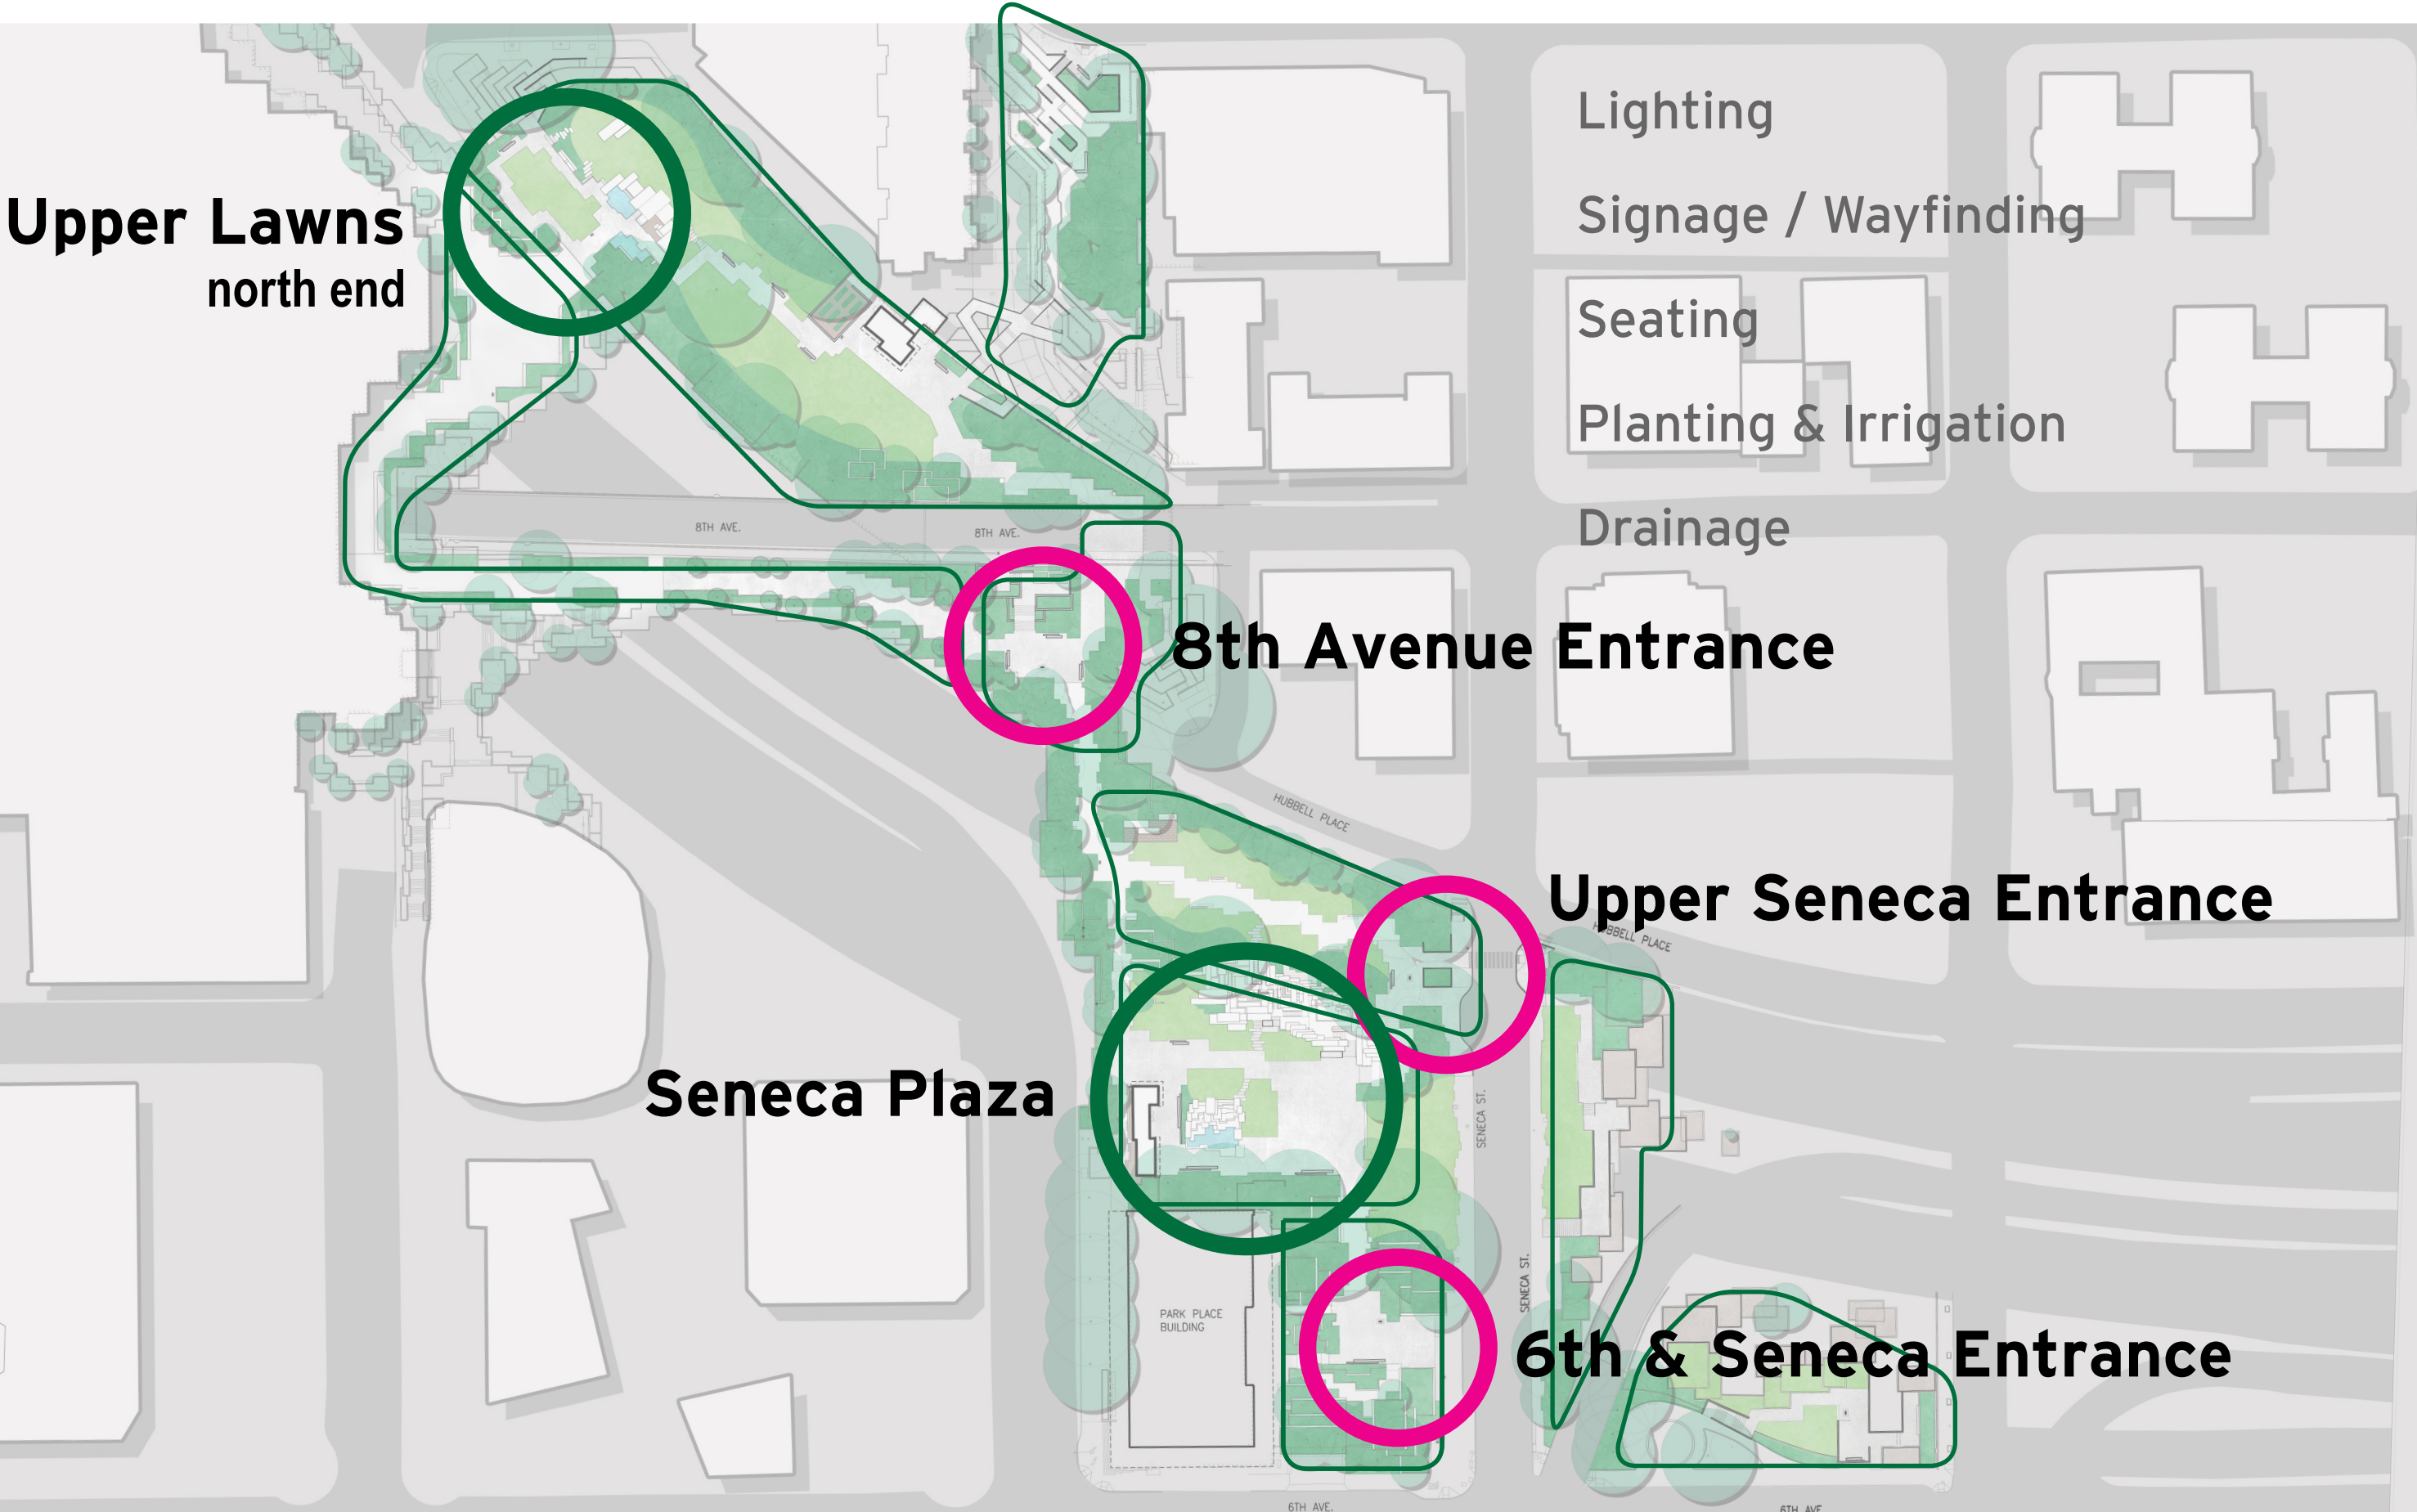 Lighting
Signage / Wayfinding
Seating
Planting & Irrigation
Drainage
Upper Lawns
north end
8TH AVE.
8TH AVE.
8th Avenue Entrance
HUBBELL PLACE
Upper Seneca Entrance
HUBBELL PLACE
Seneca Plaza
SENECA ST.
SENECA ST.
PARK PLACE
BUILDING
6th & Seneca Entrance
6TH AVE.
6TH AVE